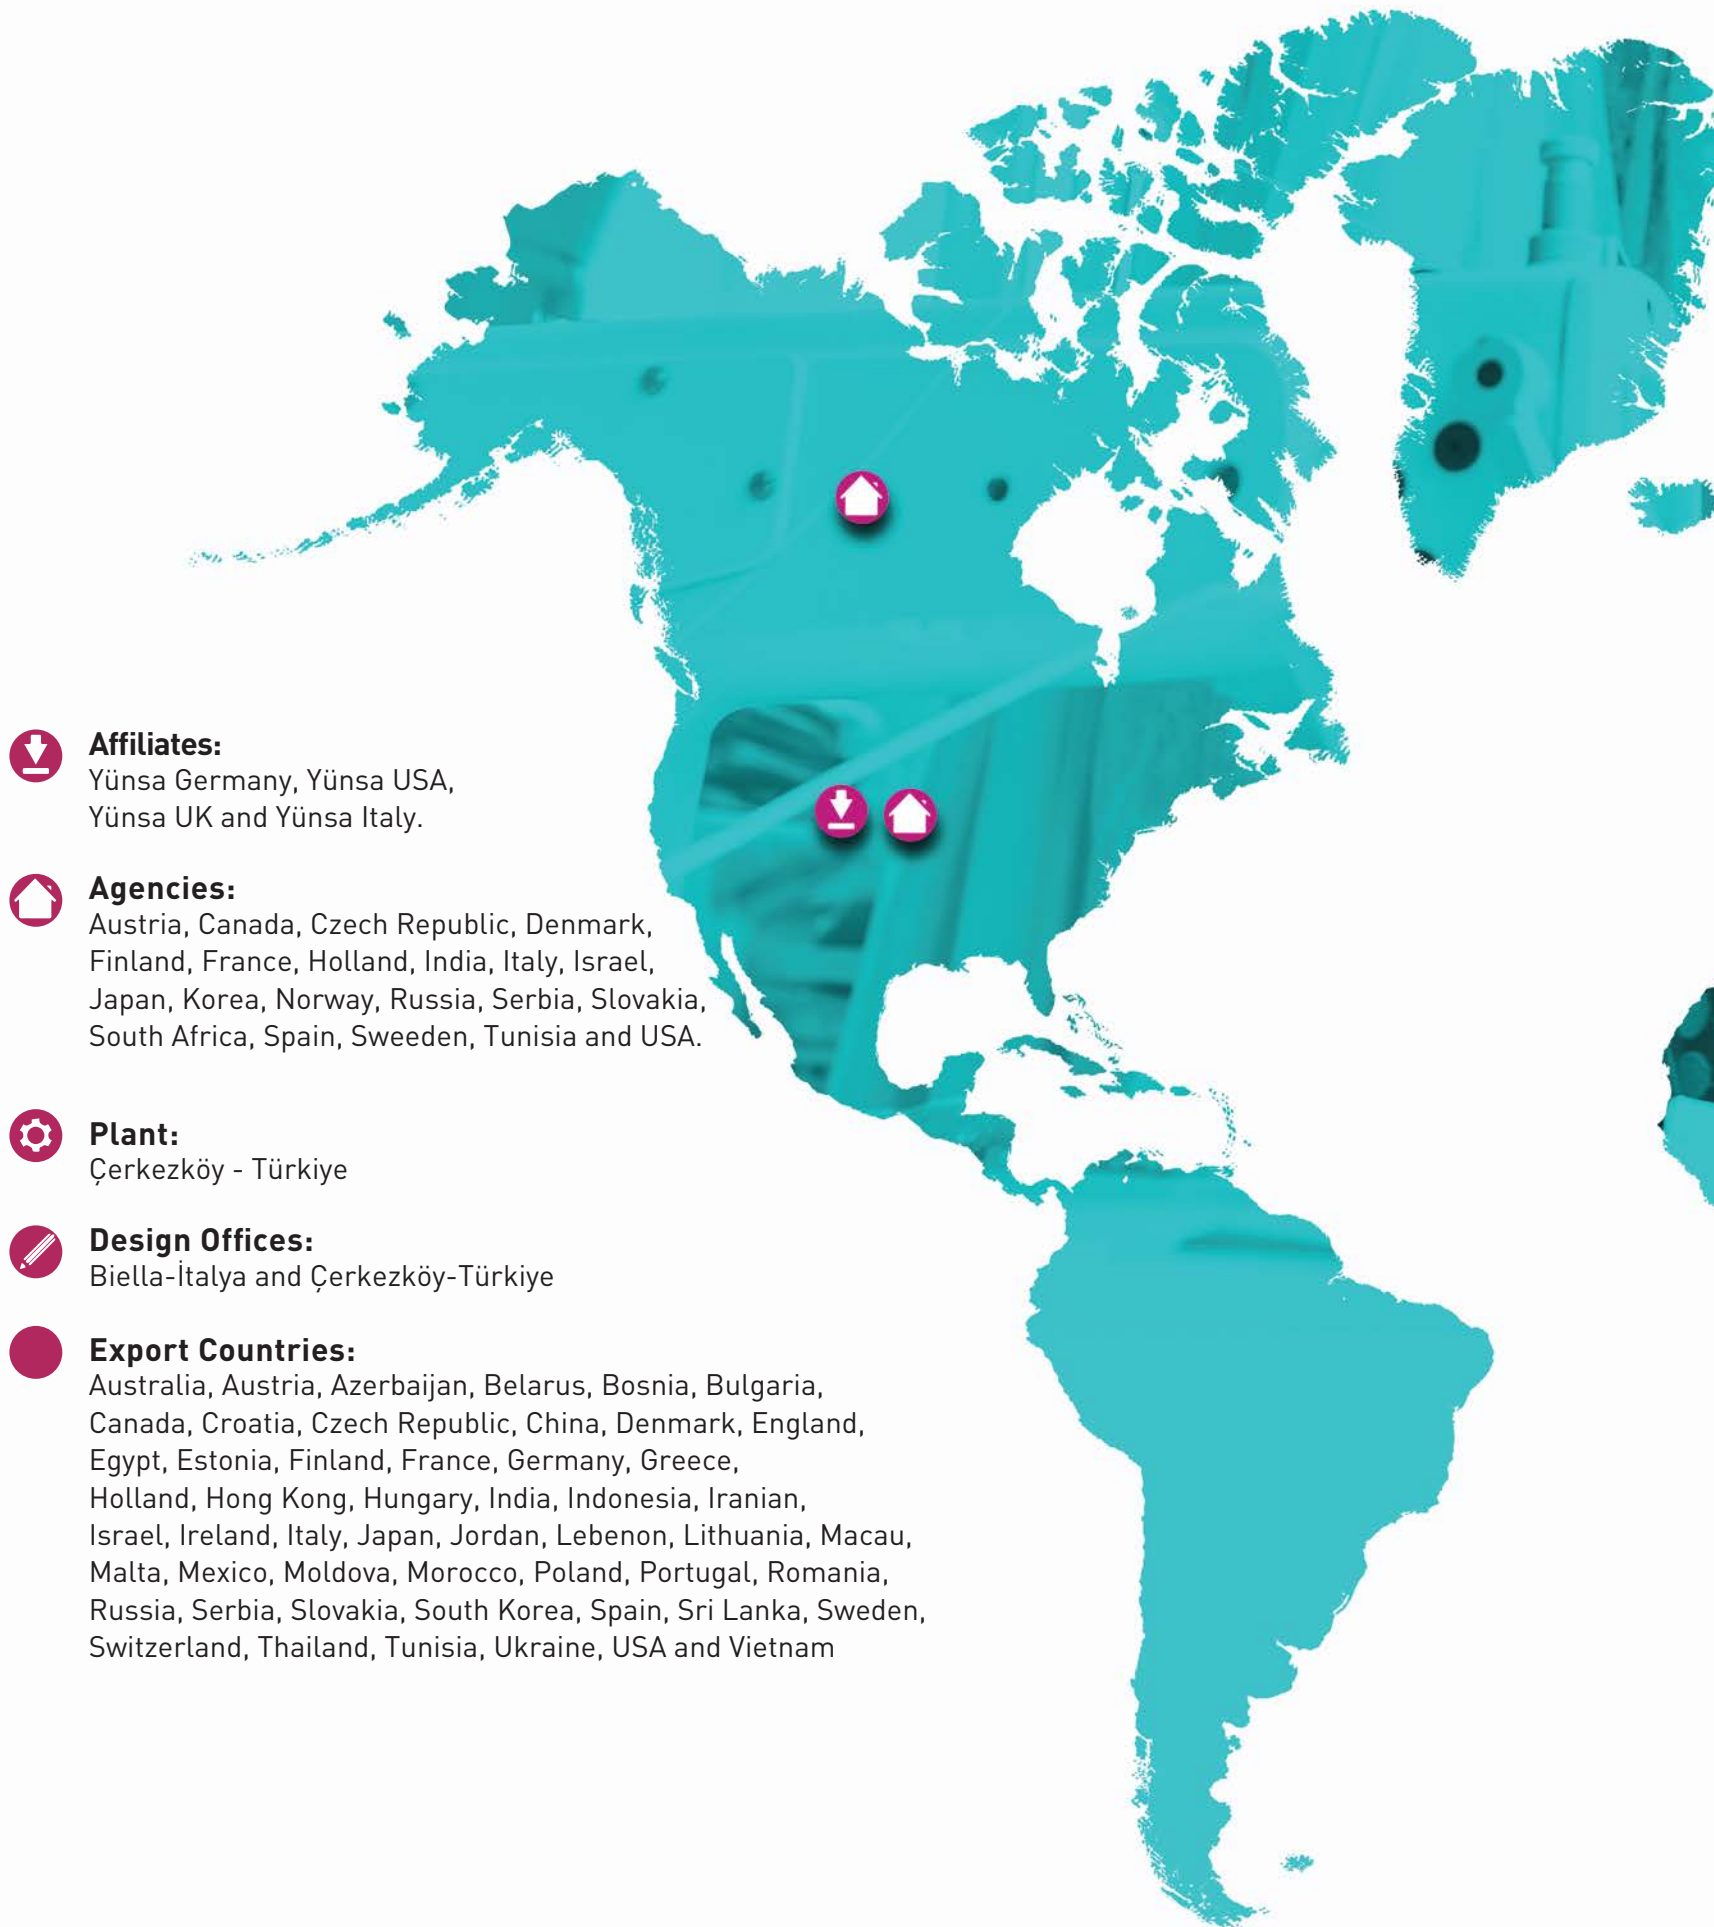 Affiliates:
Yünsa Germany, Yünsa USA,
Yünsa UK and Yünsa Italy.
Agencies:
Austria, Canada, Czech Republic, Denmark,
Finland, France, Holland, India, Italy, Israel,
Japan, Korea, Norway, Russia, Serbia, Slovakia,
South Africa, Spain, Sweeden, Tunisia and USA.
Plant:
Çerkezköy - Türkiye
Design Offices:
Biella-İtalya and Çerkezköy-Türkiye
Export Countries:
Australia, Austria, Azerbaijan, Belarus, Bosnia, Bulgaria,
Canada, Croatia, Czech Republic, China, Denmark, England,
Egypt, Estonia, Finland, France, Germany, Greece,
Holland, Hong Kong, Hungary, India, Indonesia, Iranian,
Israel, Ireland, Italy, Japan, Jordan, Lebenon, Lithuania, Macau,
Malta, Mexico, Moldova, Morocco, Poland, Portugal, Romania,
Russia, Serbia, Slovakia, South Korea, Spain, Sri Lanka, Sweden,
Switzerland, Thailand, Tunisia, Ukraine, USA and Vietnam